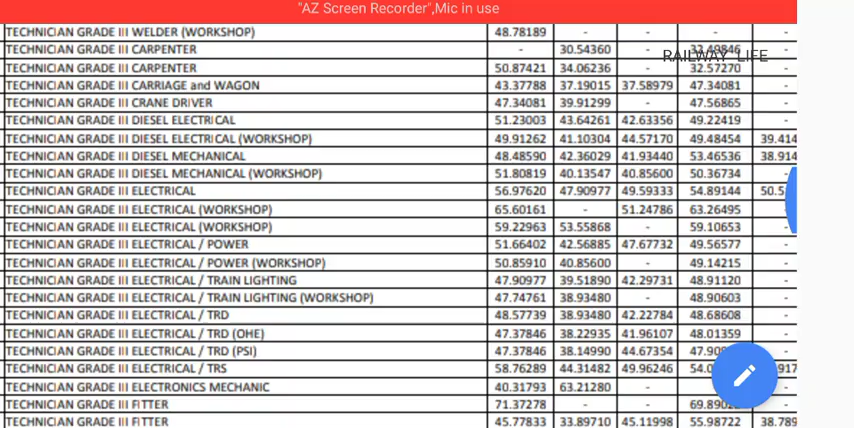 "AZ Screen Recorder",Mic in use
TECHNICIAN GRADE III WELDER (WORKSHOP) 48.78189 - - - -
TECHNICIAN GRADE III CARPENTER - 30.54360 - 33.49846 -
RAILWAY LIFE
TECHNICIAN GRADE III CARPENTER 50.87421 34.06236 - 32.57270 -
TECHNICIAN GRADE III CARRIAGE and WAGON 43.37788 37.19015 37.58979 47.34081 -
TECHNICIAN GRADE III CRANE DRIVER 47.34081 39.91299 - 47.56865 -
TECHNICIAN GRADE III DIESEL ELECTRICAL 51.23003 43.64261 42.63356 49.22419 -
TECHNICIAN GRADE III DIESEL ELECTRICAL (WORKSHOP) 49.91262 41.10304 44.57170 49.48454 39.414
TECHNICIAN GRADE III DIESEL MECHANICAL 48.48590 42.36029 41.93440 53.46536 38.914
TECHNICIAN GRADE III DIESEL MECHANICAL (WORKSHOP) 51.80819 40.13547 40.85600 50.36734 -
TECHNICIAN GRADE III ELECTRICAL 56.97620 47.90977 49.59333 54.89144 50.5
TECHNICIAN GRADE III ELECTRICAL (WORKSHOP) 65.60161 - 51.24786 63.26495 -
TECHNICIAN GRADE III ELECTRICAL (WORKSHOP) 59.22963 53.55868 - 59.10653 -
TECHNICIAN GRADE III ELECTRICAL / POWER 51.66402 42.56885 47.67732 49.56577 -
TECHNICIAN GRADE III ELECTRICAL / POWER (WORKSHOP) 50.85910 40.85600 - 49.14215 -
TECHNICIAN GRADE III ELECTRICAL / TRAIN LIGHTING 47.90977 39.51890 42.29731 48.91120 -
TECHNICIAN GRADE III ELECTRICAL / TRAIN LIGHTING (WORKSHOP) 47.74761 38.93480 - 48.90603 -
TECHNICIAN GRADE III ELECTRICAL / TRD 48.57739 38.93480 42.22784 48.68608 -
TECHNICIAN GRADE III ELECTRICAL / TRD (OHE) 47.37846 38.22935 41.96107 48.01359 -
TECHNICIAN GRADE III ELECTRICAL / TRD (PSI) 47.37846 38.14990 44.67354 47.90 -
TECHNICIAN GRADE III ELECTRICAL / TRS 58.76289 44.31482 49.96246 54.0 917
TECHNICIAN GRADE III ELECTRONICS MECHANIC 40.31793 63.21280 - - -
TECHNICIAN GRADE III FITTER 71.37278 - - 69.890 -
TECHNICIAN GRADE III FITTER 45.77833 33.89710 45.11998 55.98722 38.789